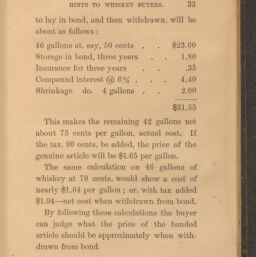 HINTS TO WHISKEY BUYERS. 33
to lay in bond, and then withdrawn, will be
about as follows :
46 gallons at, say, 50 cents . . $23.00
Storage in bond, three years . . 1.80
Insurance for three years . .35
Compound interest @ 6% . . . 4.40
Shrinkage do. 4 gallons . . 2.00
$31.55
This makes the remaining 42 gallons net
about 75 cents per gallon, actual cost. If
the tax, 90 cents, be added, the price of the
genuine article will be $1.65 per gallon.
The same calculation on 46 gallons of
whiskey at 70 cents, would show a cost of
nearly $1.04 per gallon ; or, with tax added
$1.94—net cost when withdrawn from bond.
By following these calculations the buyer
can judge what the price of the bonded
article should be approximately when with-
drawn from bond